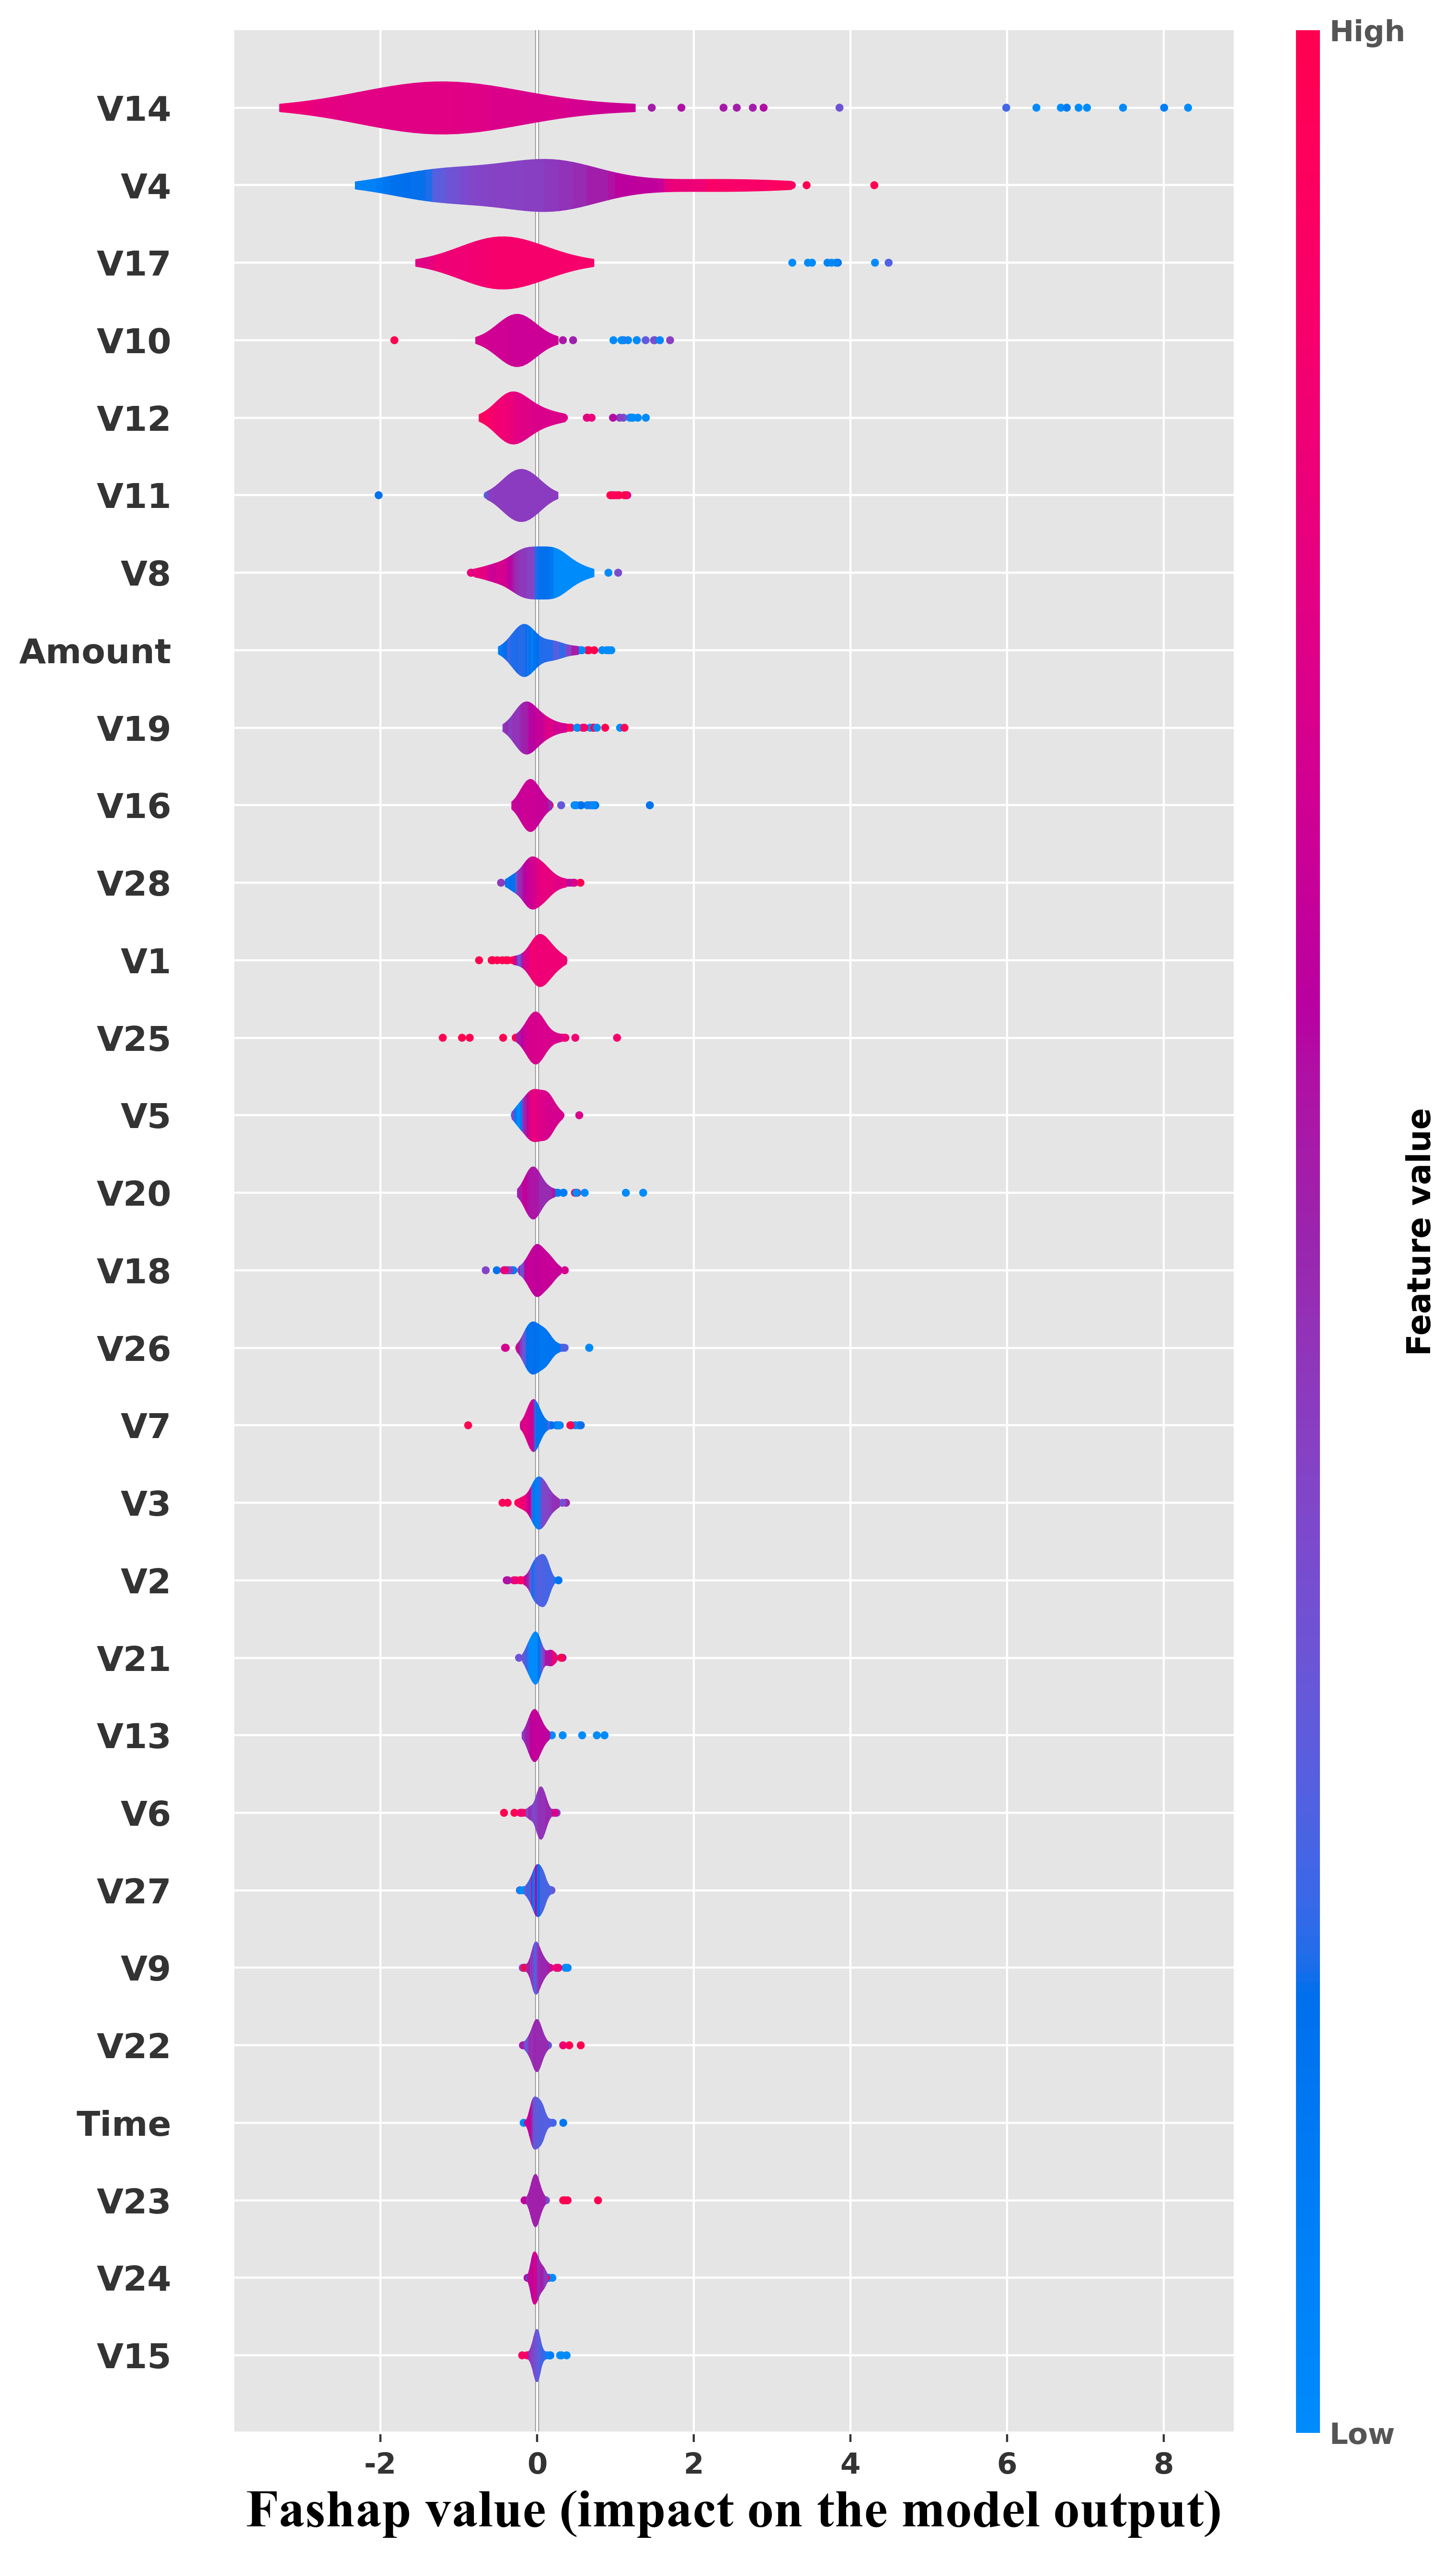 High
V14
V4
V17
V10
V12
V11
V8
Amount
V19
V16
V28
V1
V25
V5
V20
V18
V26
V7
V3
V2
V21
V13
V6
V27
V9
V22
Time
V23
V24
V15
Feature value
Low
-2 0 2 4 6 8
Fashap value (impact on the model output)